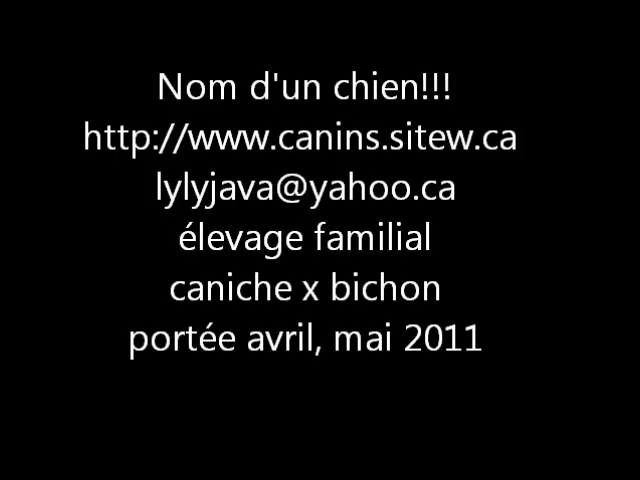 Nom d'un chien!!!
http://www.canins.sitew.ca
lylyjava@yahoo.ca
élevage familial
caniche x bichon
portée avril, mai 2011